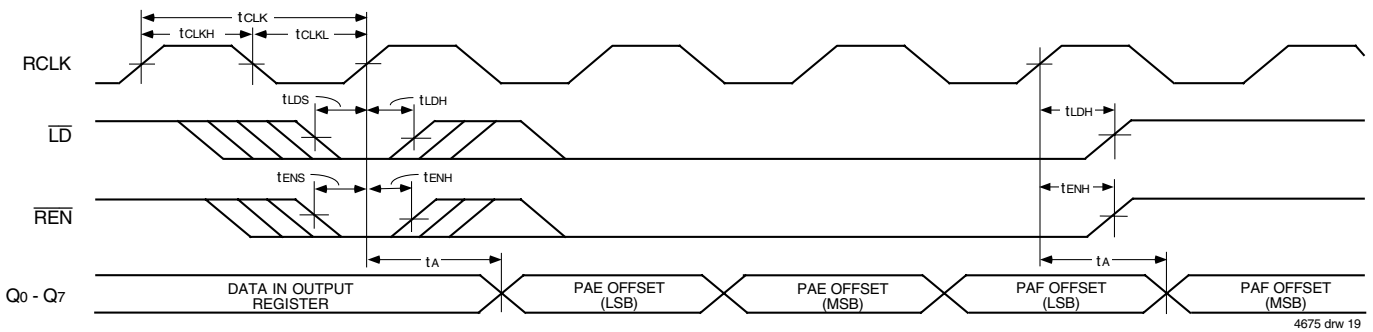 tCLK
tCLKH tCLKL
RCLK
tLDS tLDH tLDH
LD
tENS tENH tENH
REN
tA tA
Q0 - Q7
DATA IN OUTPUT
REGISTER
PAE OFFSET
(LSB)
PAE OFFSET
(MSB)
PAF OFFSET
(LSB)
PAF OFFSET
(MSB)
4675 drw 19